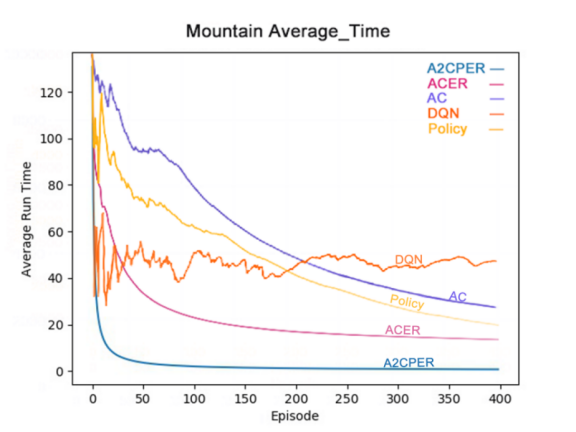 Mountain Average_Time
A2CPER
ACER
AC
DQN
Policy
Average Run Time
120
100
80
60
40
20
0
DQN
AC
Policy
ACER
A2CPER
0 50 100 150 200 250 300 350 400
Episode